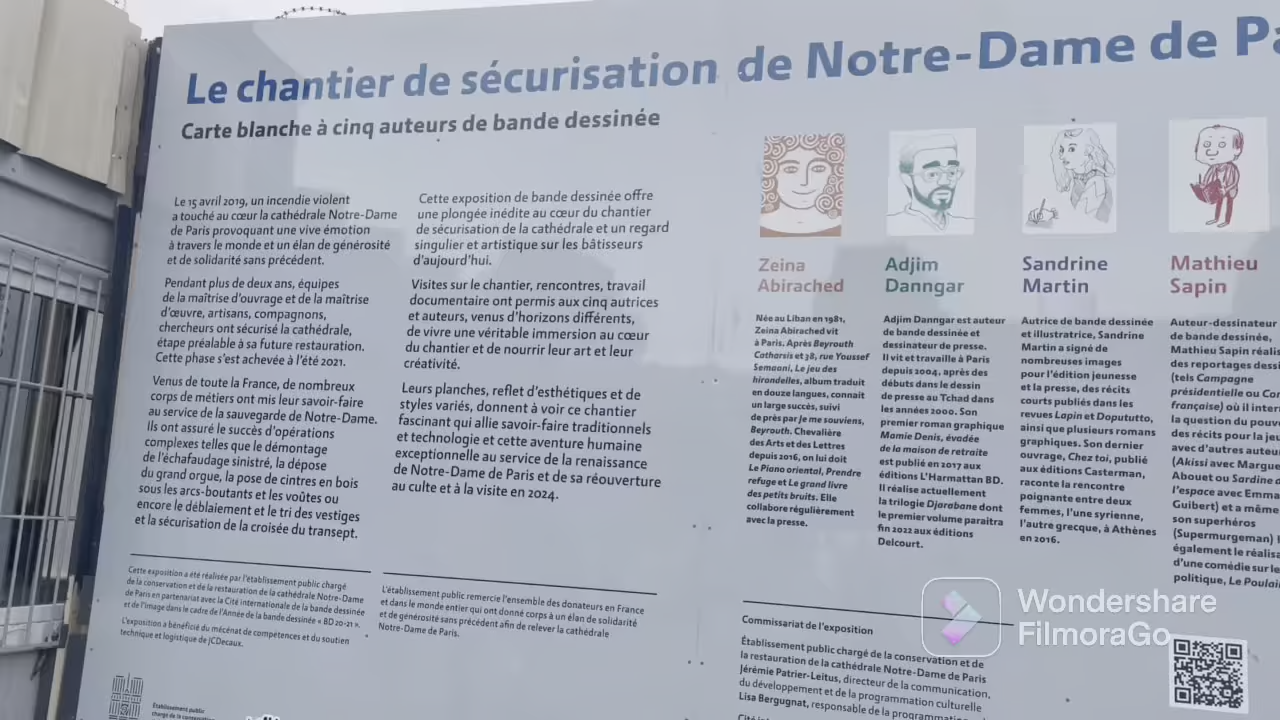 Le chantier de sécurisation de Notre-Dame de Pa
Carte blanche à cinq auteurs de bande dessinée
Le 15 avril 2019, un incendie violent
a touché au cœur la cathédrale Notre-Dame
de Paris provoquant une vive émotion
à travers le monde et un élan de générosité
et de solidarité sans précédent.
Pendant plus de deux ans, équipes
de la maîtrise d'ouvrage et de la maîtrise
d'œuvre, artisans, compagnons,
chercheurs ont sécurisé la cathédrale,
étape préalable à sa future restauration.
Cette phase s'est achevée à l'été 2021.
Venus de toute la France, de nombreux
corps de métiers ont mis leur savoir-faire
au service de la sauvegarde de Notre-Dame.
Ils ont assuré le succès d'opérations
complexes telles que le démontage
de l'échafaudage sinistré, la dépose
du grand orgue, la pose de cintres en bois
sous les arcs-boutants et les voûtes ou
encore le déblaiement et le tri des vestiges
et la sécurisation de la croisée du transept.
Cette exposition de bande dessinée offre
une plongée inédite au cœur du chantier
de sécurisation de la cathédrale et un regard
singulier et artistique sur les bâtisseurs
d'aujourd'hui.
Visites sur le chantier, rencontres, travail
documentaire ont permis aux cinq autrices
et auteurs, venus d'horizons différents,
de vivre une véritable immersion au cœur
du chantier et de nourrir leur art et leur
créativité.
Leurs planches, reflet d'esthétiques et de
styles variés, donnent à voir ce chantier
fascinant qui allie savoir-faire traditionnels
et technologie et cette aventure humaine
exceptionnelle au service de la renaissance
de Notre-Dame de Paris et de sa réouverture
au culte et à la visite en 2024.
Cette exposition a été réalisée par l'établissement public chargé
de la conservation et de la restauration de la cathédrale Notre-Dame
de Paris en partenariat avec la Cité internationale de la bande dessinée
et de l'image dans le cadre de l'Année de la bande dessinée « BD 20-21 ».
L'exposition a bénéficié du mécénat de compétences et du soutien
technique et logistique de JCDecaux.
L'établissement public remercie l'ensemble des donateurs en France
et dans le monde entier qui ont donné corps à un élan de solidarité
et de générosité sans précédent afin de relever la cathédrale
Notre-Dame de Paris.
Établissement public
chargé de la conservation
Zeina
Abirached
Née au Liban en 1981,
Zeina Abirached vit
à Paris. Après Beyrouth
Catharsis et 38, rue Youssef
Semaani, Le jeu des
hirondelles, album traduit
en douze langues, connaît
un large succès, suivi
de près par Je me souviens,
Beyrouth. Chevalière
des Arts et des Lettres
depuis 2016, on lui doit
Le Piano oriental, Prendre
refuge et Le grand livre
des petits bruits. Elle
collabore régulièrement
avec la presse.
Adjim
Danngar
Adjim Danngar est auteur
de bande dessinée et
dessinateur de presse.
Il vit et travaille à Paris
depuis 2004, après des
débuts dans le dessin
de presse au Tchad dans
les années 2000. Son
premier roman graphique
Mamie Denis, évadée
de la maison de retraite
est publié en 2017 aux
éditions L'Harmattan BD.
Il réalise actuellement
la trilogie Djarabane dont
le premier volume paraitra
fin 2022 aux éditions
Delcourt.
Sandrine
Martin
Autrice de bande dessinée
et illustratrice, Sandrine
Martin a signé de
nombreuses images
pour l'édition jeunesse
et la presse, des récits
courts publiés dans les
revues Lapin et Dopututto,
ainsi que plusieurs romans
graphiques. Son dernier
ouvrage, Chez toi, publié
aux éditions Casterman,
raconte la rencontre
poignante entre deux
femmes, l'une syrienne,
l'autre grecque, à Athènes
en 2016.
Mathieu
Sapin
Auteur-dessinateur
de bande dessinée,
Mathieu Sapin réalis
des reportages dessi
(tels Campagne
présidentielle ou Con
française) où il inter
la question du pouvo
des récits pour la jeu
avec d'autres auteur
(Akissi avec Margue
Abouet ou Sardine d
l'espace avec Emma
Guibert) et a même
son superhéros
(Supermurgeman) I
également le réalisa
d'une comédie sur le
politique, Le Poulain
Commissariat de l'exposition
Établissement public chargé de la conservation et de
la restauration de la cathédrale Notre-Dame de Paris
Jérémie Patrier-Leitus, directeur de la communication,
du développement et de la programmation culturelle
Lisa Bergugnat, responsable de la programmation
Wondershare
FilmoraGo